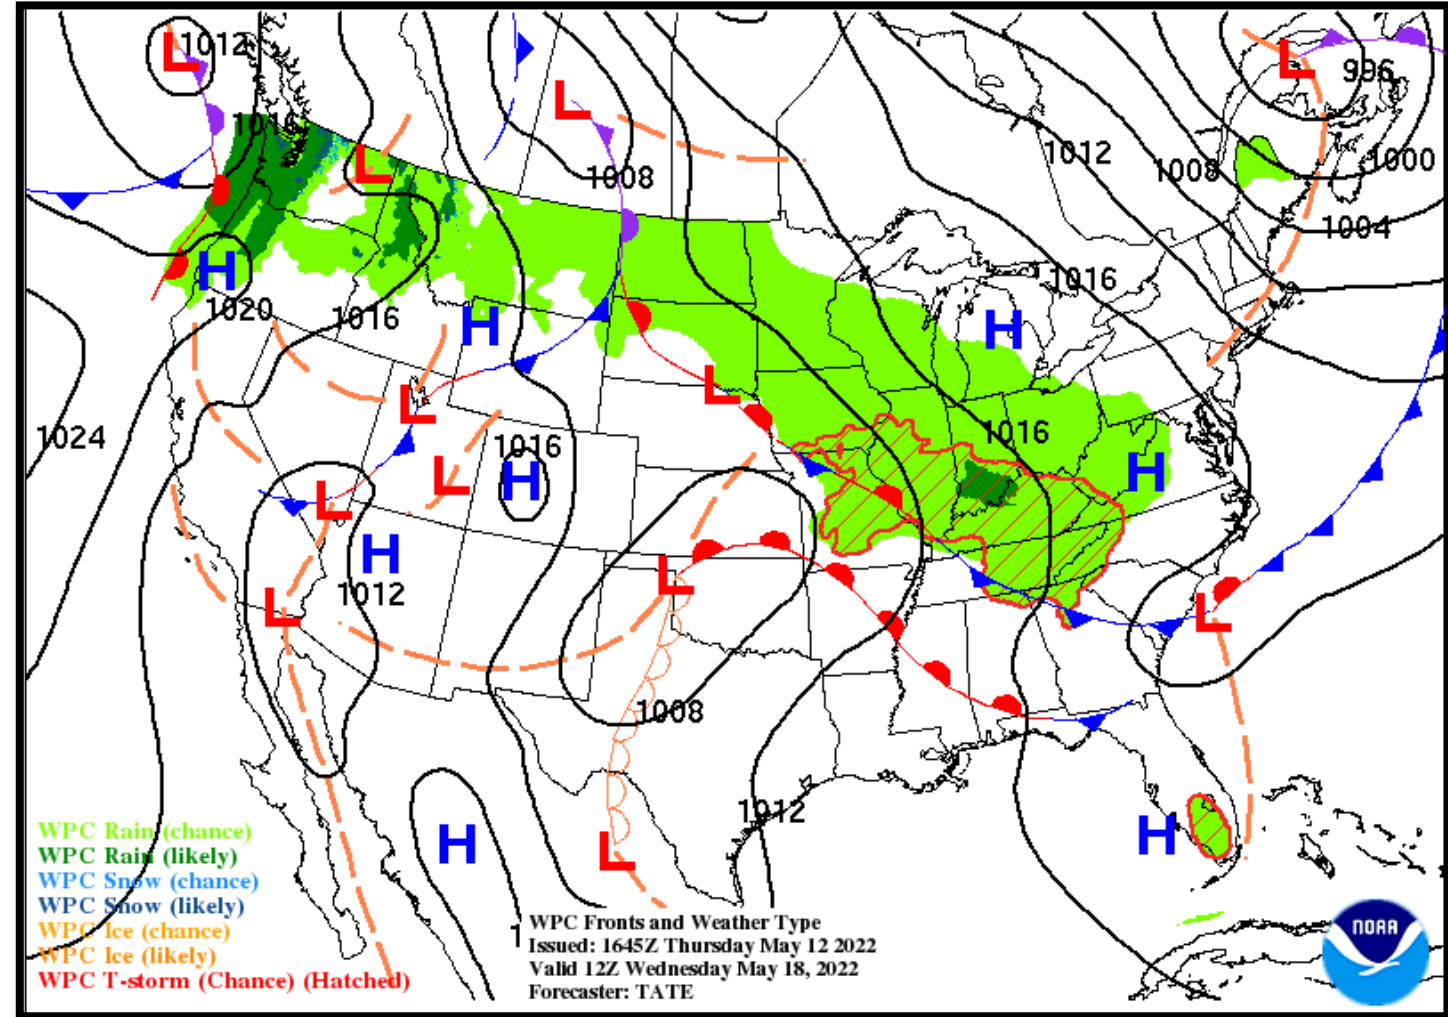 1012
996
1016
1012
1008
1000
1008
1004
H
1016
H
1020
1016
H
H
1024
1016
1016
H
H
H
1012
1008
1012
H
H
WPC Rain (chance)
WPC Rain (likely)
WPC Snow (chance)
WPC Snow (likely)
WPC Ice (chance)
WPC Ice (likely)
WPC T-storm (Chance) (Hatched)
1
WPC Fronts and Weather Type
Issued: 1645Z Thursday May 12 2022
Valid 12Z Wednesday May 18, 2022
Forecaster: TATE
NOAA
L
L
L
L
L
L
L
L
L
L
L
L